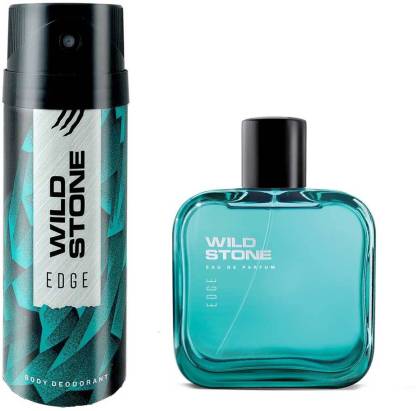 WILD
STONE
EDGE
BODY DEODORANT
WILD
STONE
EAU DE PARFUM
EDGE